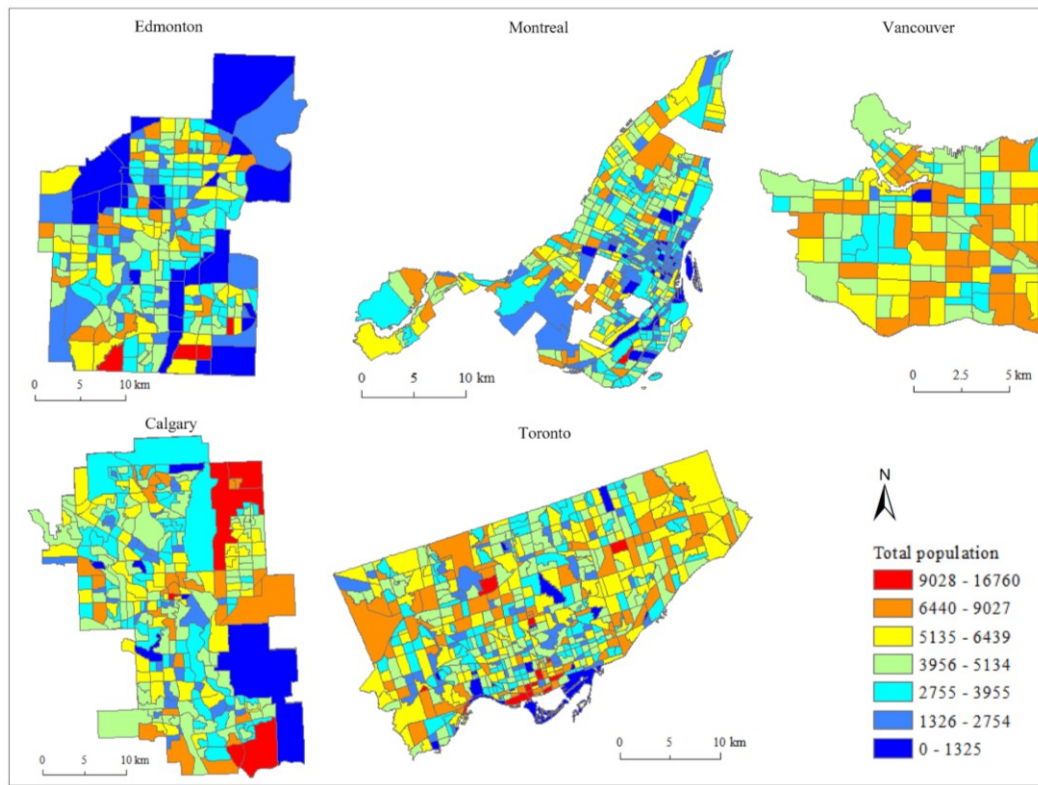 Edmonton
Montreal
Vancouver
0 5 10 km
0 5 10 km
0 2.5 5 km
Calgary
Toronto
N
Total population
9028 - 16760
6440 - 9027
5135 - 6439
3956 - 5134
2755 - 3955
1326 - 2754
0 - 1325
0 5 10 km
0 5 10 km